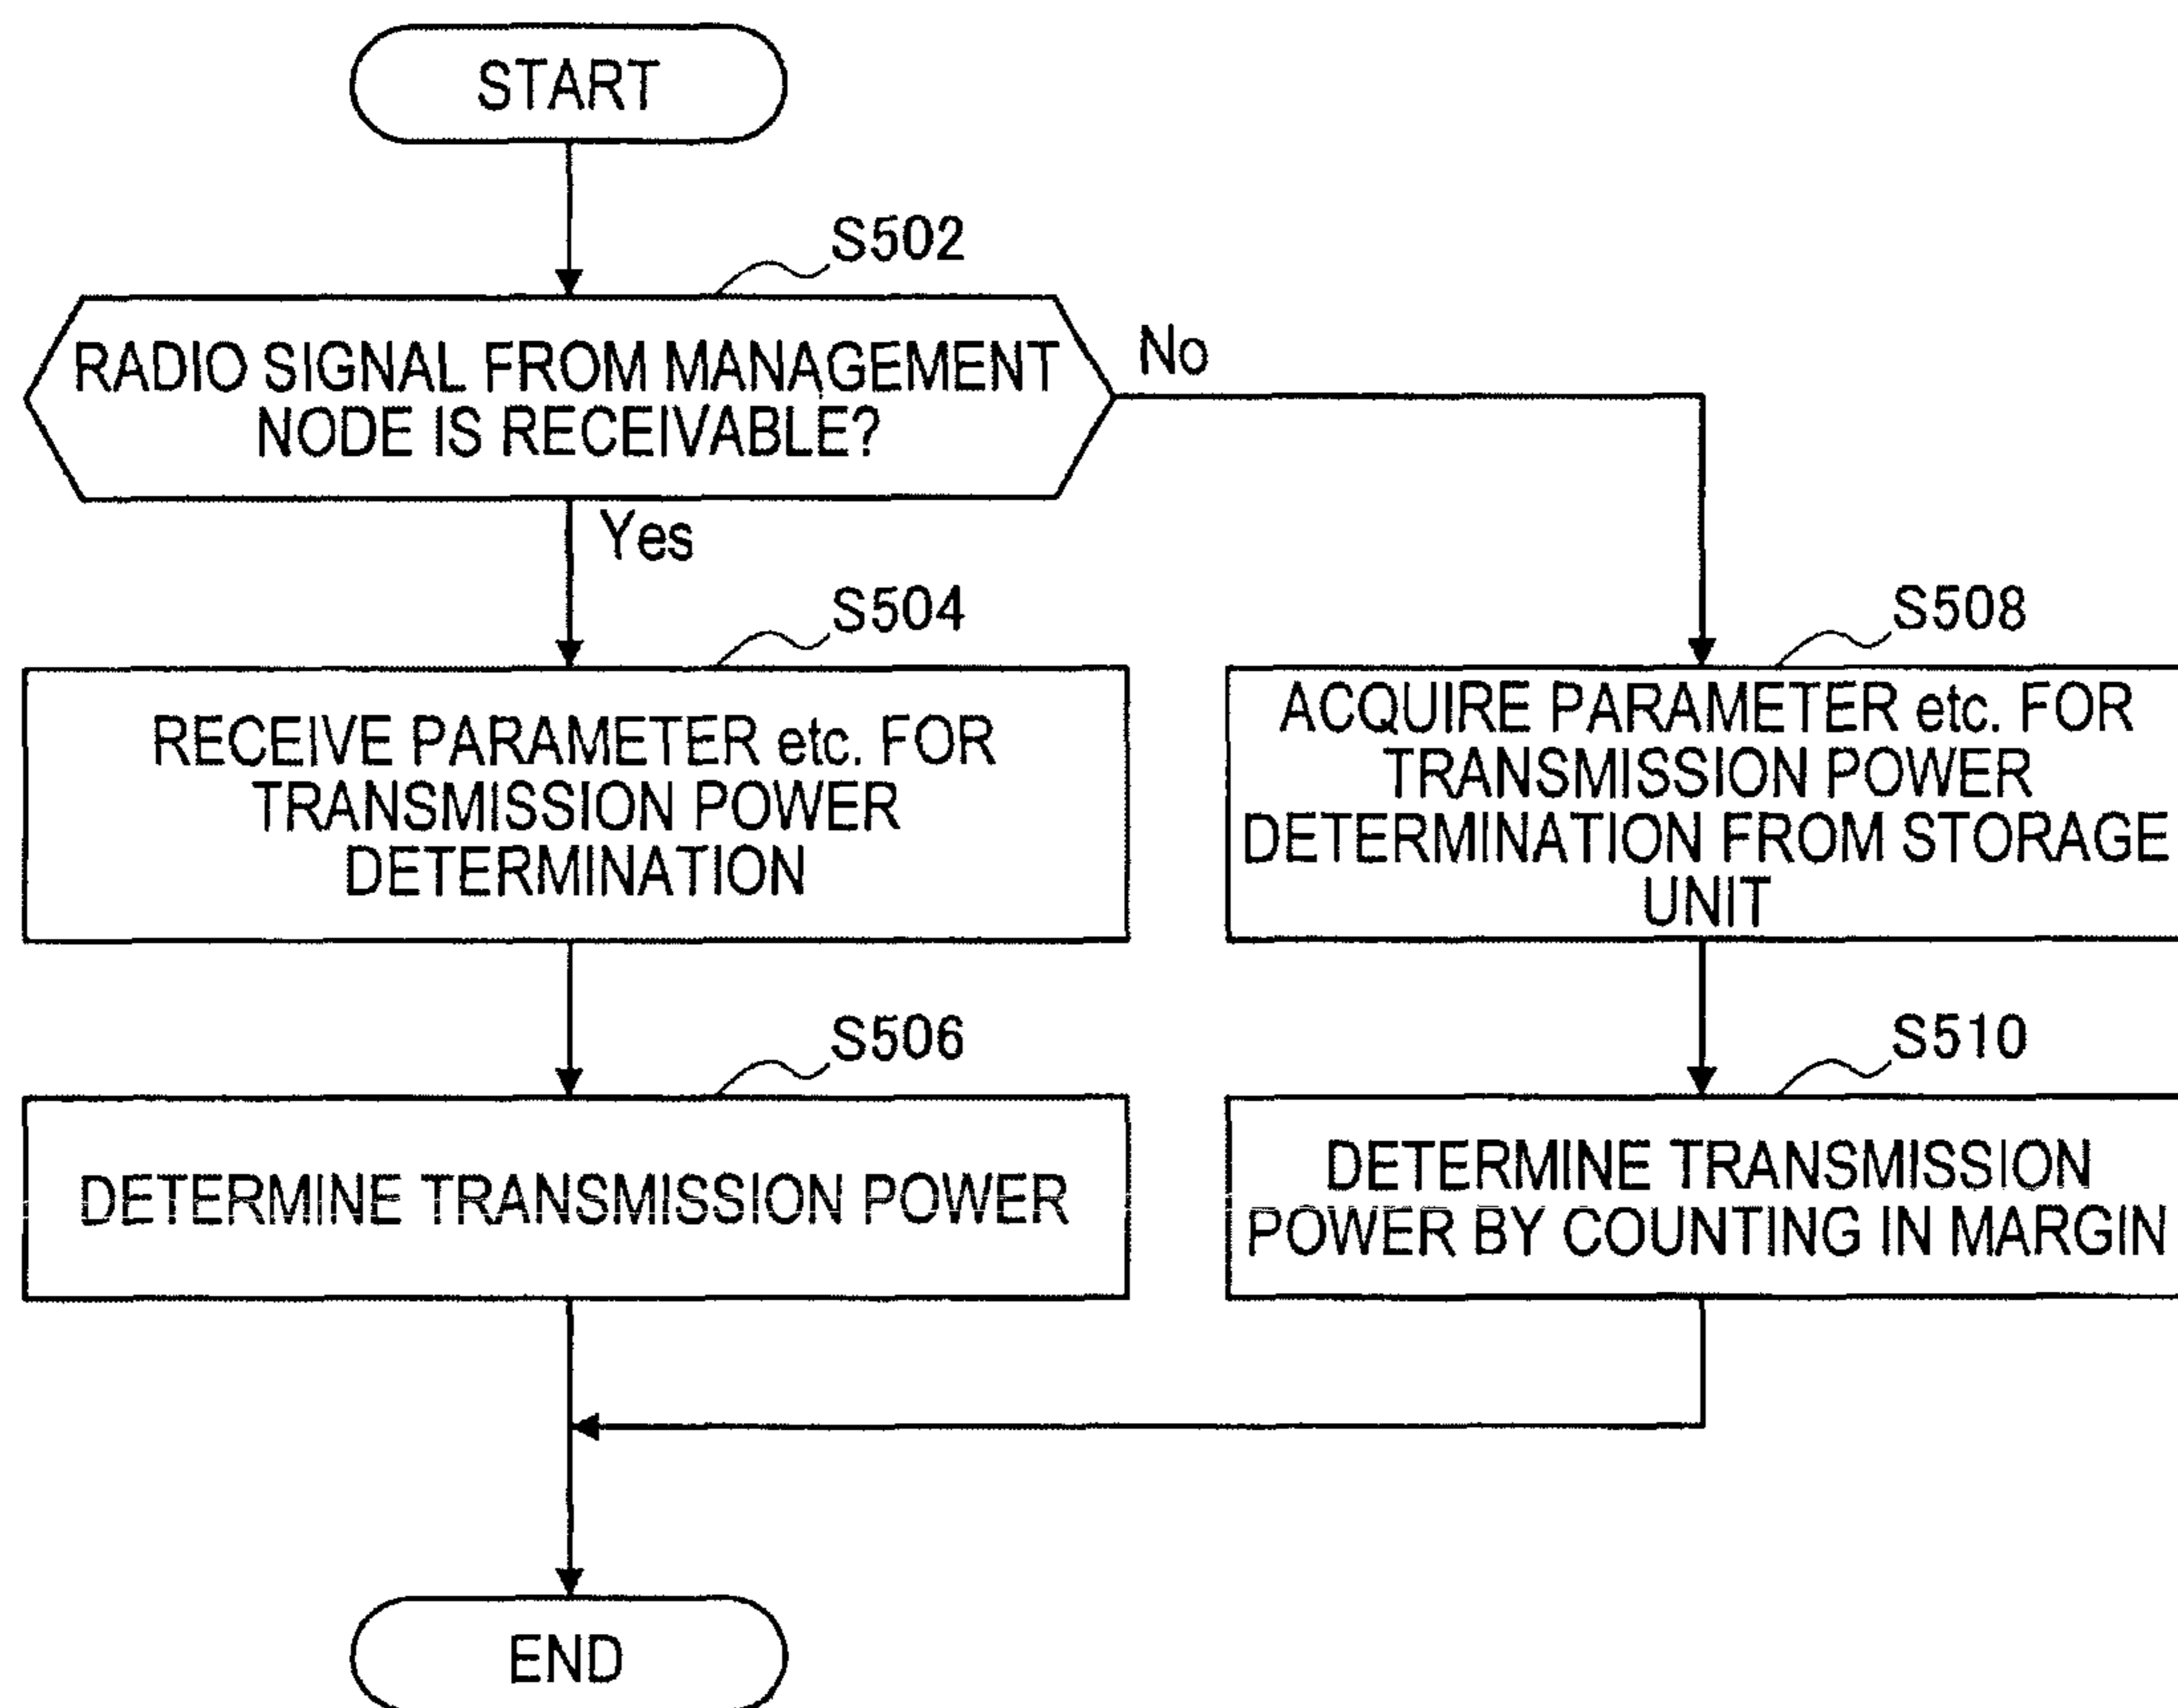 START
S502
RADIO SIGNAL FROM MANAGEMENT
NODE IS RECEIVABLE?
No
Yes
S504
RECEIVE PARAMETER etc. FOR
TRANSMISSION POWER
DETERMINATION
S508
ACQUIRE PARAMETER etc. FOR
TRANSMISSION POWER
DETERMINATION FROM STORAGE
UNIT
S506
DETERMINE TRANSMISSION POWER
S510
DETERMINE TRANSMISSION
POWER BY COUNTING IN MARGIN
END